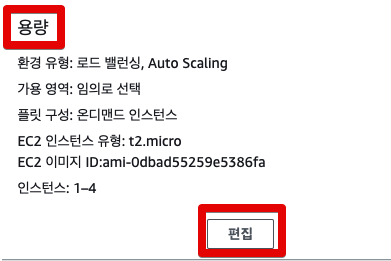 용량
환경 유형: 로드 밸런싱, Auto Scaling
가용 영역: 임의로 선택
플릿 구성: 온디맨드 인스턴스
EC2 인스턴스 유형: t2.micro
EC2 이미지 ID:ami-0dbad55259e5386fa
인스턴스: 1–4
편집